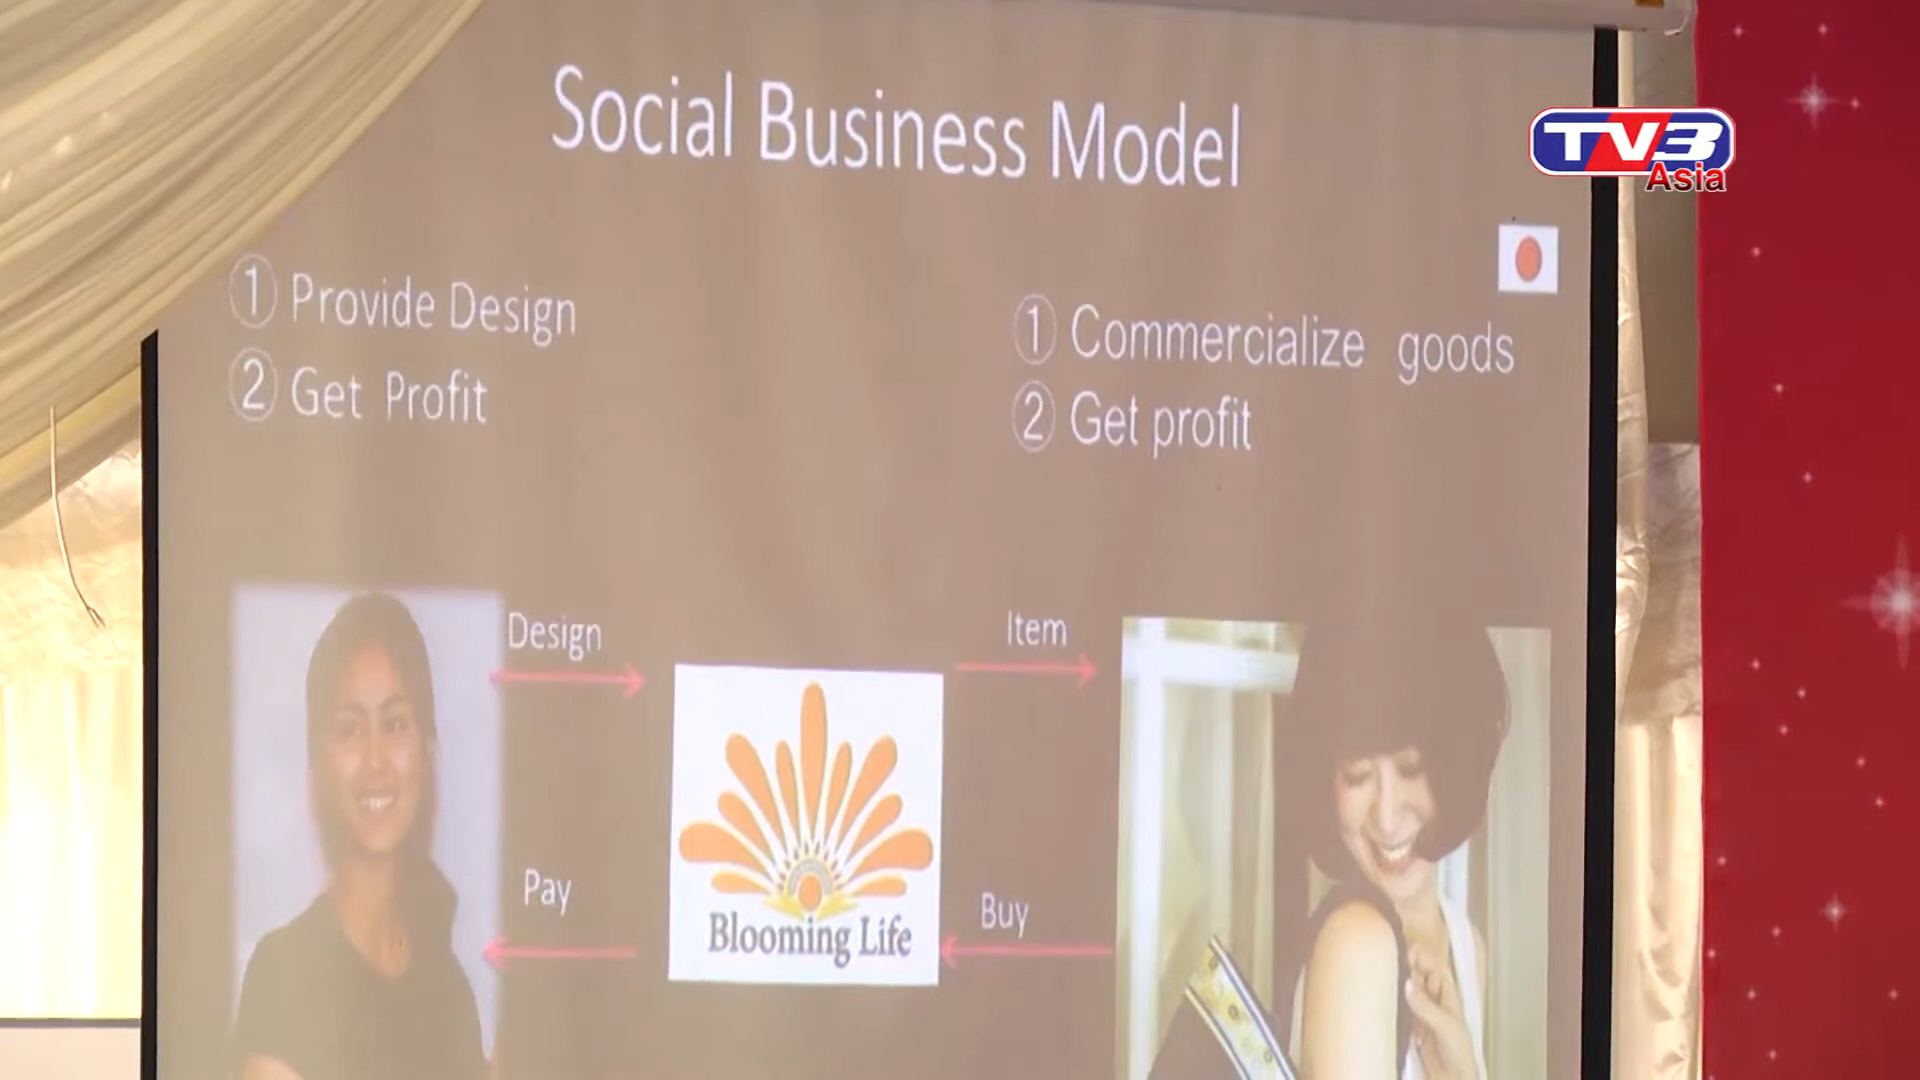 Social Business Model
TV3
Asia
① Provide Design
② Get Profit
① Commercialize goods
② Get profit
Design
Item
Pay
Buy
Blooming Life